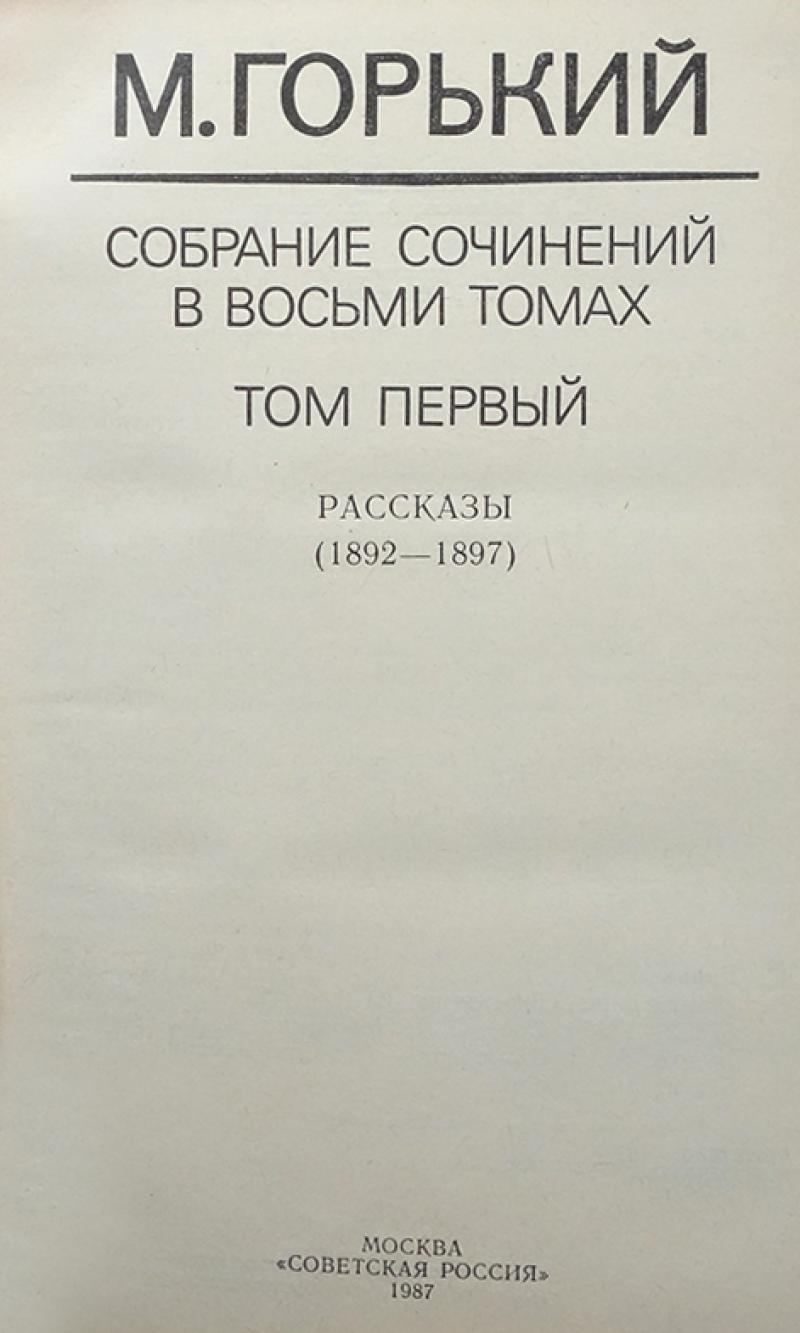 М.ГОРЬКИЙ
СОБРАНИЕ СОЧИНЕНИЙ
В ВОСЬМИ ТОМАХ
ТОМ ПЕРВЫЙ
РАССКАЗЫ
(1892—1897)
МОСКВА
«СОВЕТСКАЯ РОССИЯ»
1987